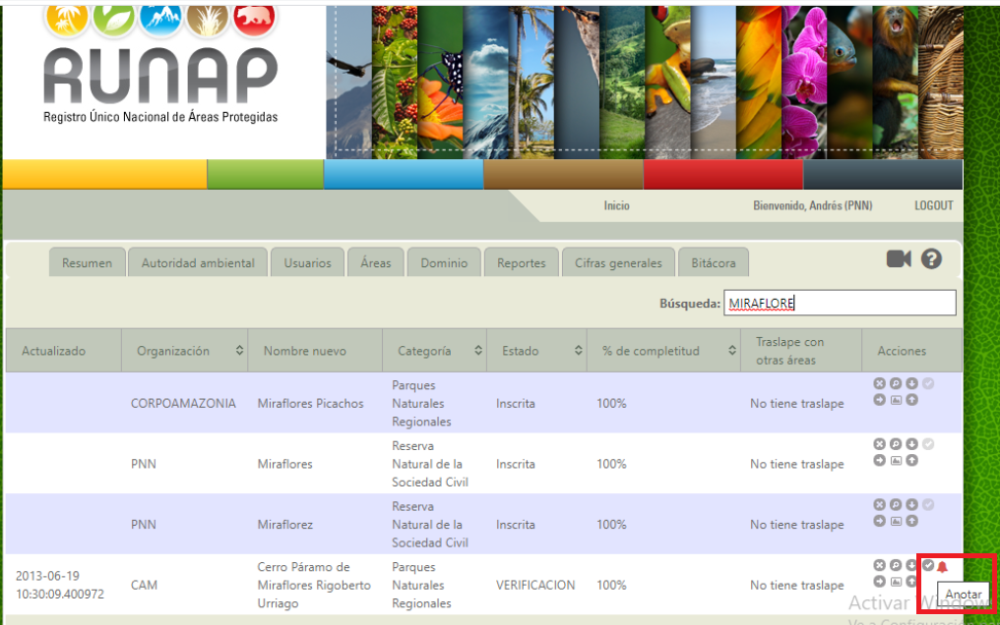 RUNAP
Registro Único Nacional de Áreas Protegidas
Inicio Bienvenido, Andrés (PNN) LOGOUT
Resumen Autoridad ambiental Usuarios Áreas Dominio Reportes Cifras generales Bitácora
Búsqueda: MIRAFLORE
Actualizado Organización Nombre nuevo Categoría Estado % de completitud Traslape con
otras áreas Acciones
CORPOAMAZONIA Miraflores Picachos Parques
Naturales
Regionales Inscrita 100% No tiene traslape
PNN Miraflores Reserva
Natural de la
Sociedad Civil Inscrita 100% No tiene traslape
PNN Miraflorez Reserva
Natural de la
Sociedad Civil Inscrita 100% No tiene traslape
2013-06-19
10:30:09.400972 CAM Cerro Páramo de
Miraflores Rigoberto
Urriago Parques
Naturales
Regionales VERIFICACION 100% No tiene traslape
Anotar
Activar Windows